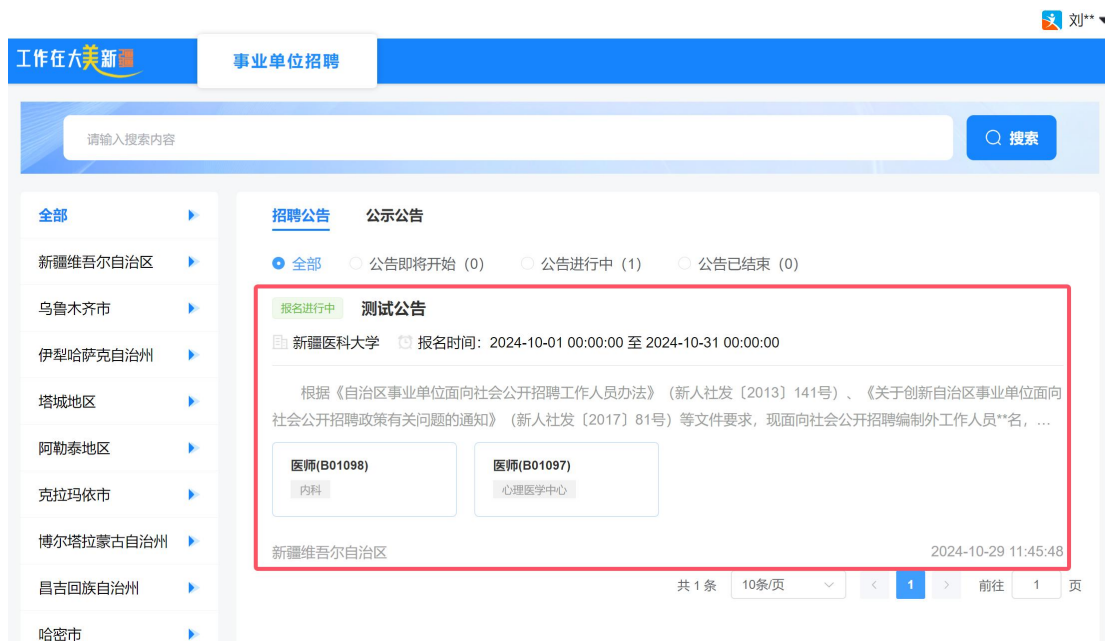 刘**
工作在大美新疆
事业单位招聘
请输入搜索内容
搜索
全部
新疆维吾尔自治区
乌鲁木齐市
伊犁哈萨克自治州
塔城地区
阿勒泰地区
克拉玛依市
博尔塔拉蒙古自治州
昌吉回族自治州
哈密市
招聘公告 公示公告
全部 公告即将开始（0） 公告进行中（1） 公告已结束（0）
报名进行中 测试公告
新疆医科大学 报名时间：2024-10-01 00:00:00 至 2024-10-31 00:00:00
根据《自治区事业单位面向社会公开招聘工作人员办法》（新人社发〔2013〕141号）、《关于创新自治区事业单位面向
社会公开招聘政策有关问题的通知》（新人社发〔2017〕81号）等文件要求，现面向社会公开招聘编制外工作人员**名，…
医师(B01098) 医师(B01097)
内科 心理医学中心
新疆维吾尔自治区 2024-10-29 11:45:48
共 1 条 10条/页 < 1 > 前往 1 页